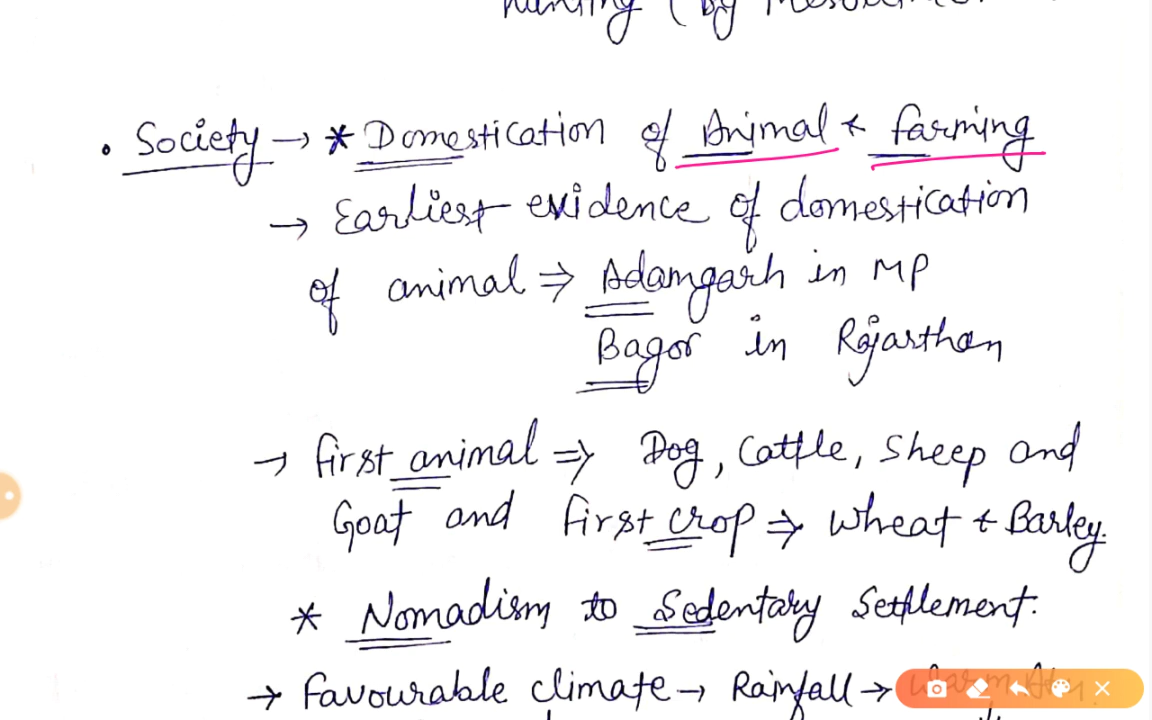 • Society → * Domestication of Animal & farming
→ Earliest evidence of domestication
of animal ⇒ Adamgarh in MP
Bagor in Rajasthan
→ first animal ⇒ Dog, Cattle, Sheep and
Goat and first crop ⇒ wheat & Barley.
* Nomadism to Sedentary Settlement.
→ favourable climate → Rainfall →